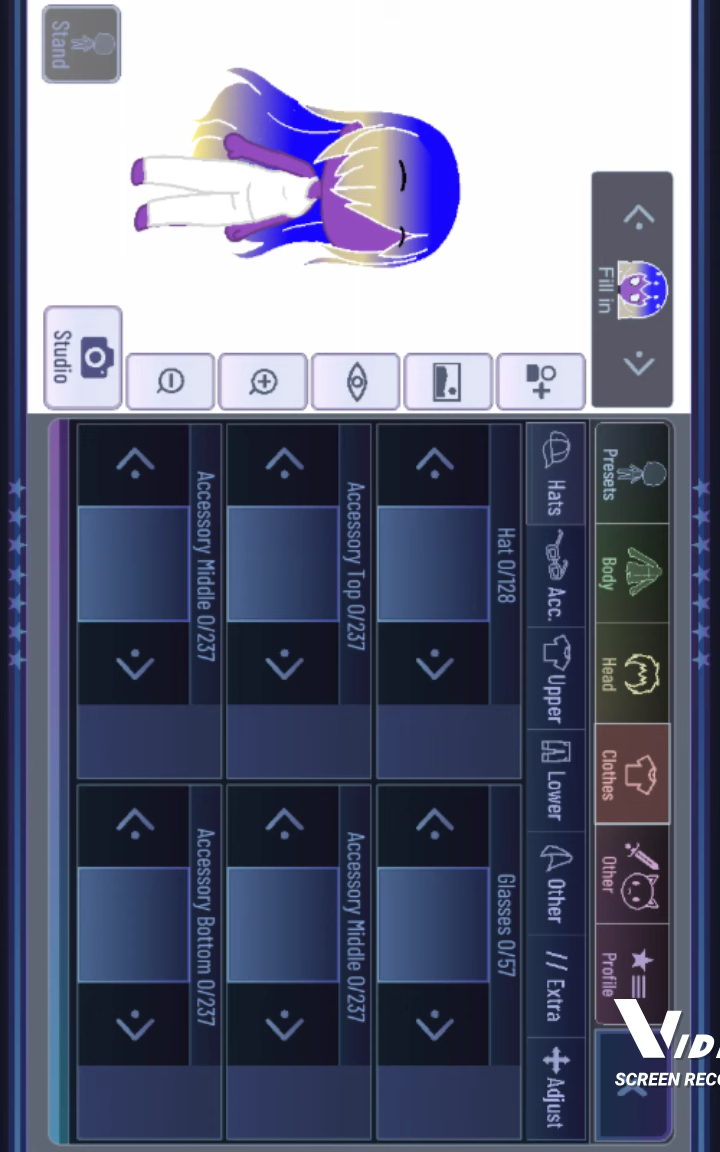 Stand
Fill in
Studio
Presets
Body
Head
Clothes
Other
Profile
Hats
Acc.
Upper
Lower
Other
Extra
Adjust
Hat 0/128
Glasses 0/57
Accessory Top 0/237
Accessory Middle 0/237
Accessory Middle 0/237
Accessory Bottom 0/237
SCREEN